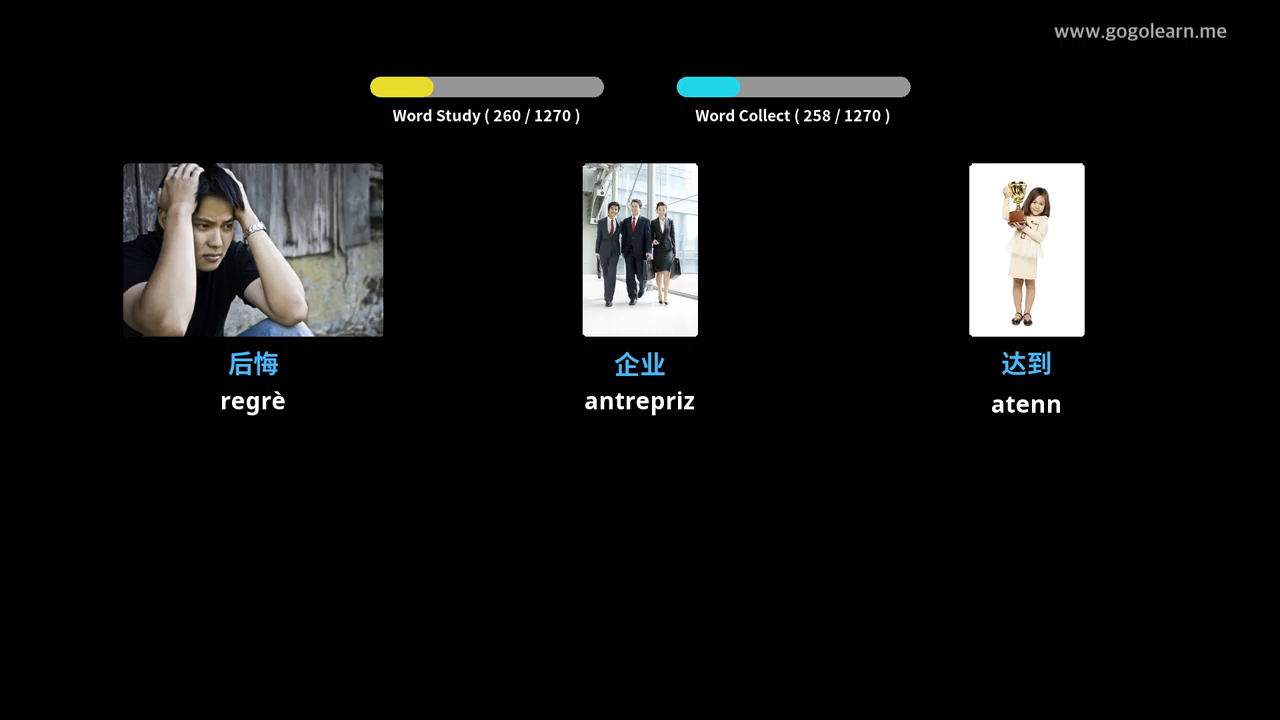 www.gogolearn.me
Word Study ( 260 / 1270 )
Word Collect ( 258 / 1270 )
后悔
企业
达到
regrè
antrepriz
atenn